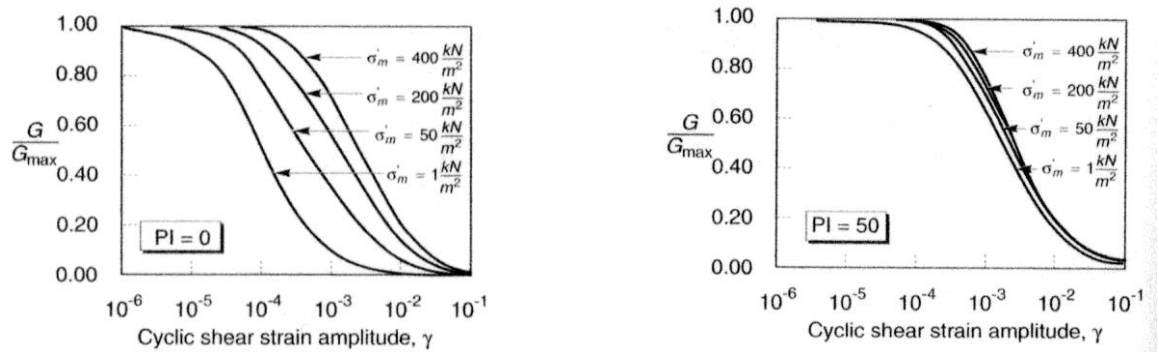 1.00
0.80
0.60
0.40
0.20
0.00
G
G_max
σ'_m = 400 kN/m²
σ'_m = 200 kN/m²
σ'_m = 50 kN/m²
σ'_m = 1 kN/m²
PI = 0
10⁻⁶ 10⁻⁵ 10⁻⁴ 10⁻³ 10⁻² 10⁻¹
Cyclic shear strain amplitude, γ
1.00
0.80
0.60
0.40
0.20
0.00
G
G_max
σ'_m = 400 kN/m²
σ'_m = 200 kN/m²
σ'_m = 50 kN/m²
σ'_m = 1 kN/m²
PI = 50
10⁻⁶ 10⁻⁵ 10⁻⁴ 10⁻³ 10⁻² 10⁻¹
Cyclic shear strain amplitude, γ